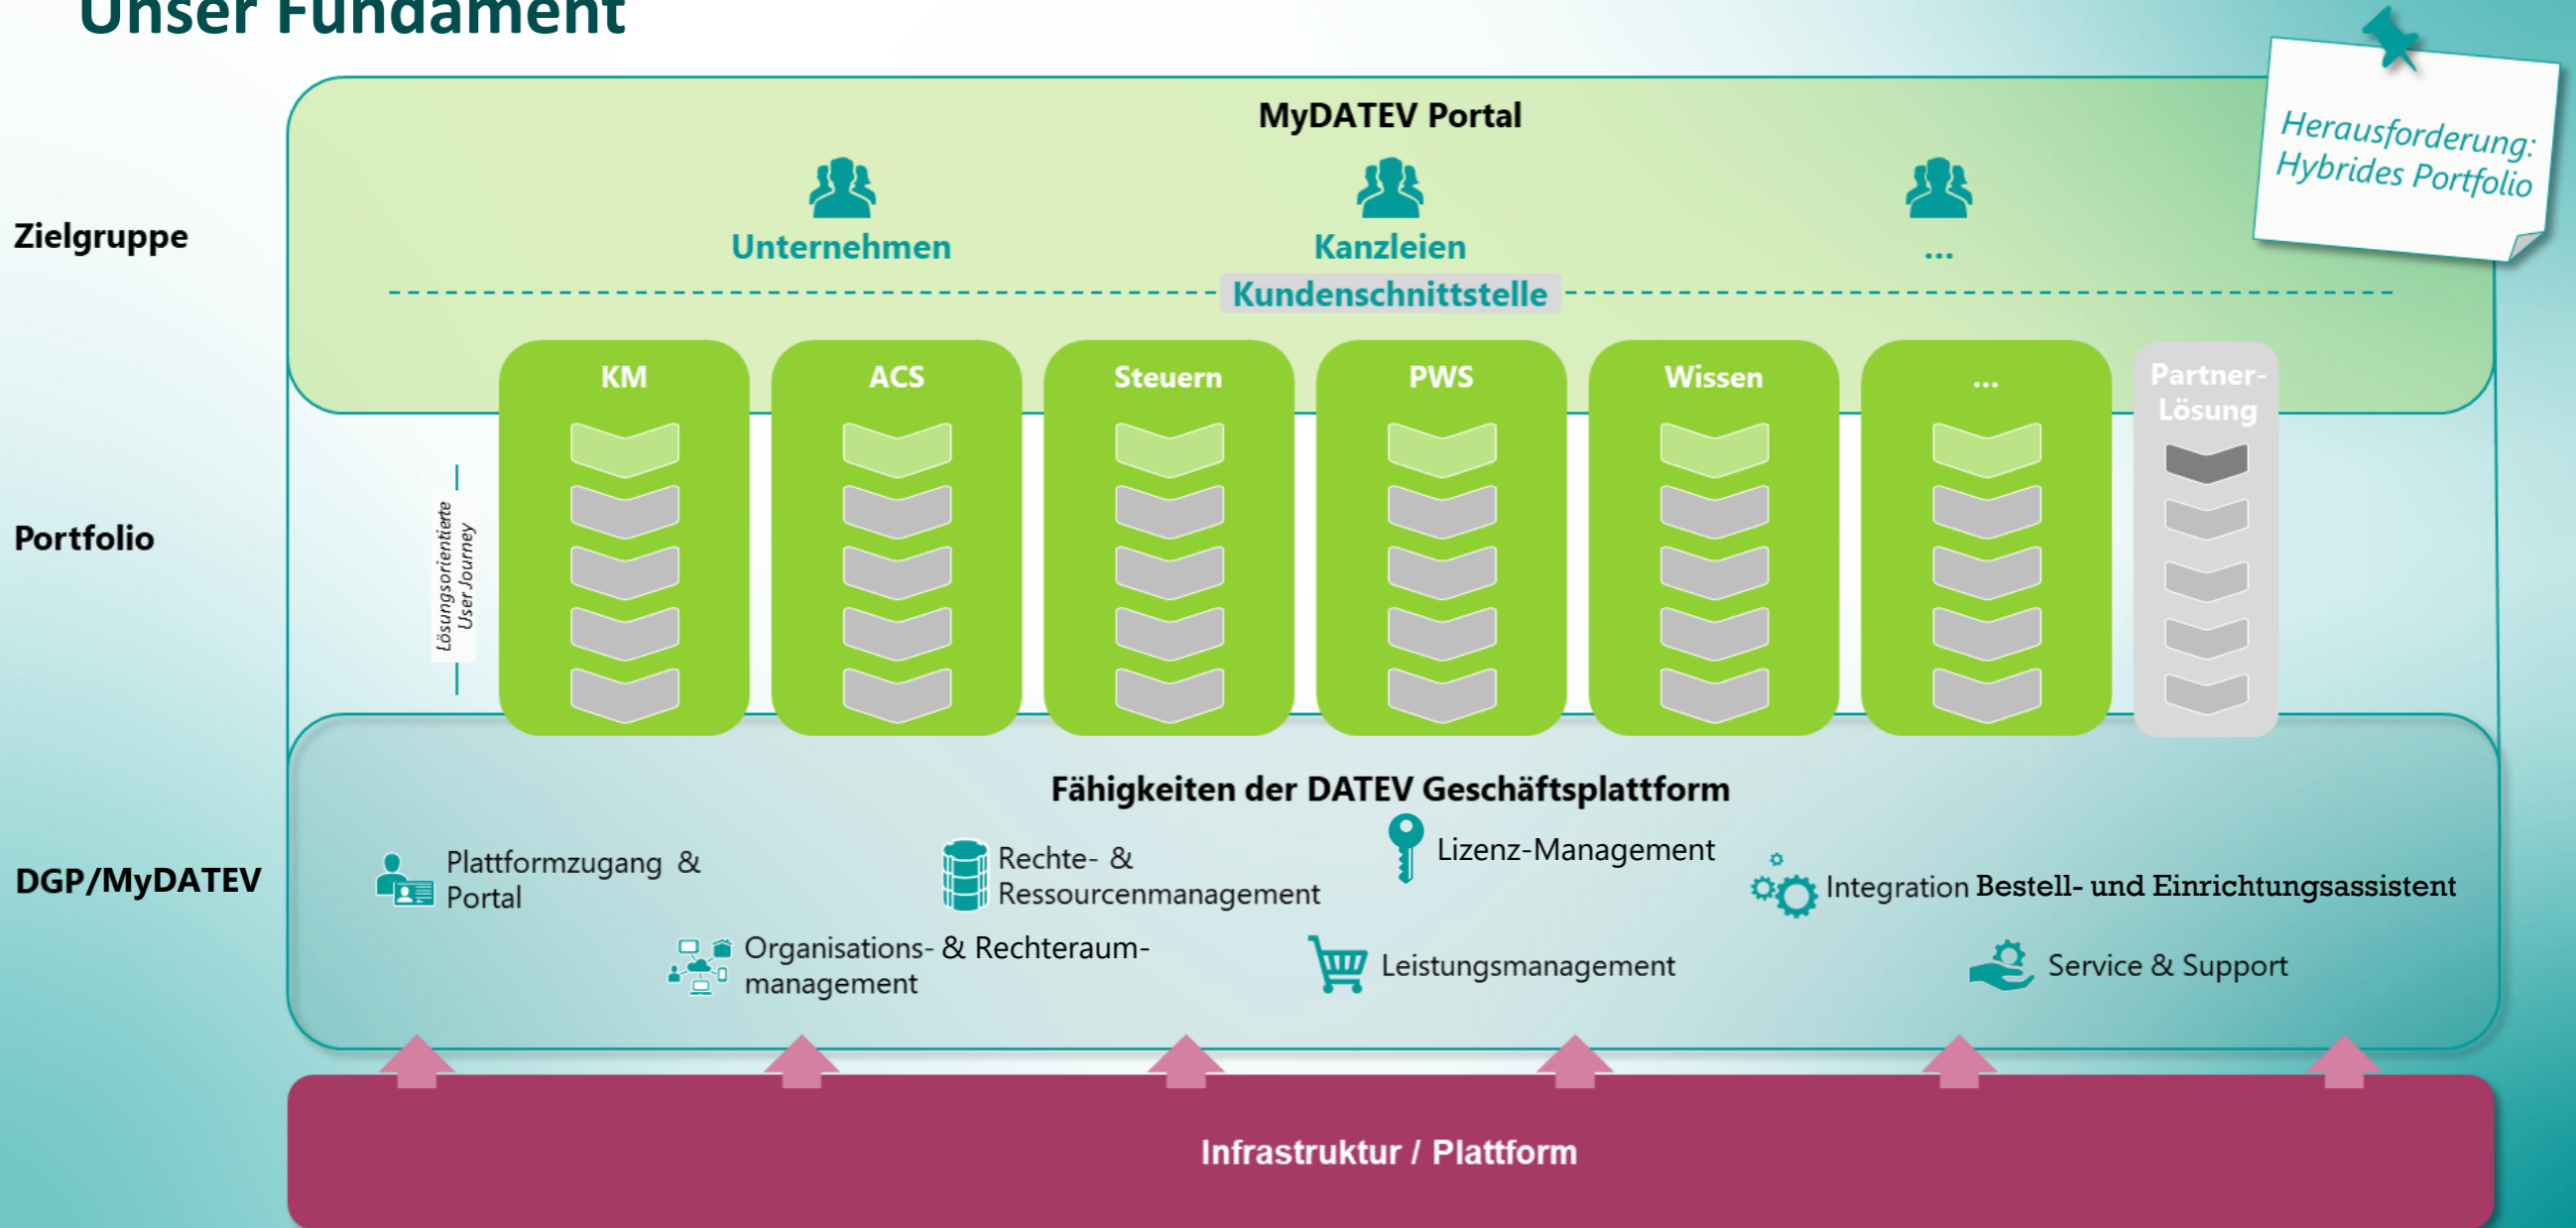 Unser Fundament
MyDATEV Portal
Herausforderung:
Hybrides Portfolio
Zielgruppe
Unternehmen
Kanzleien
...
Kundenschnittstelle
KM
ACS
Steuern
PWS
Wissen
...
Partner-
Lösung
Portfolio
Lösungsorientierte
User Journey
Fähigkeiten der DATEV Geschäftsplattform
DGP/MyDATEV
Plattformzugang &
Portal
Rechte- &
Ressourcenmanagement
Lizenz-Management
Integration Bestell- und Einrichtungsassistent
Organisations- & Rechteraum-
management
Leistungsmanagement
Service & Support
Infrastruktur / Plattform